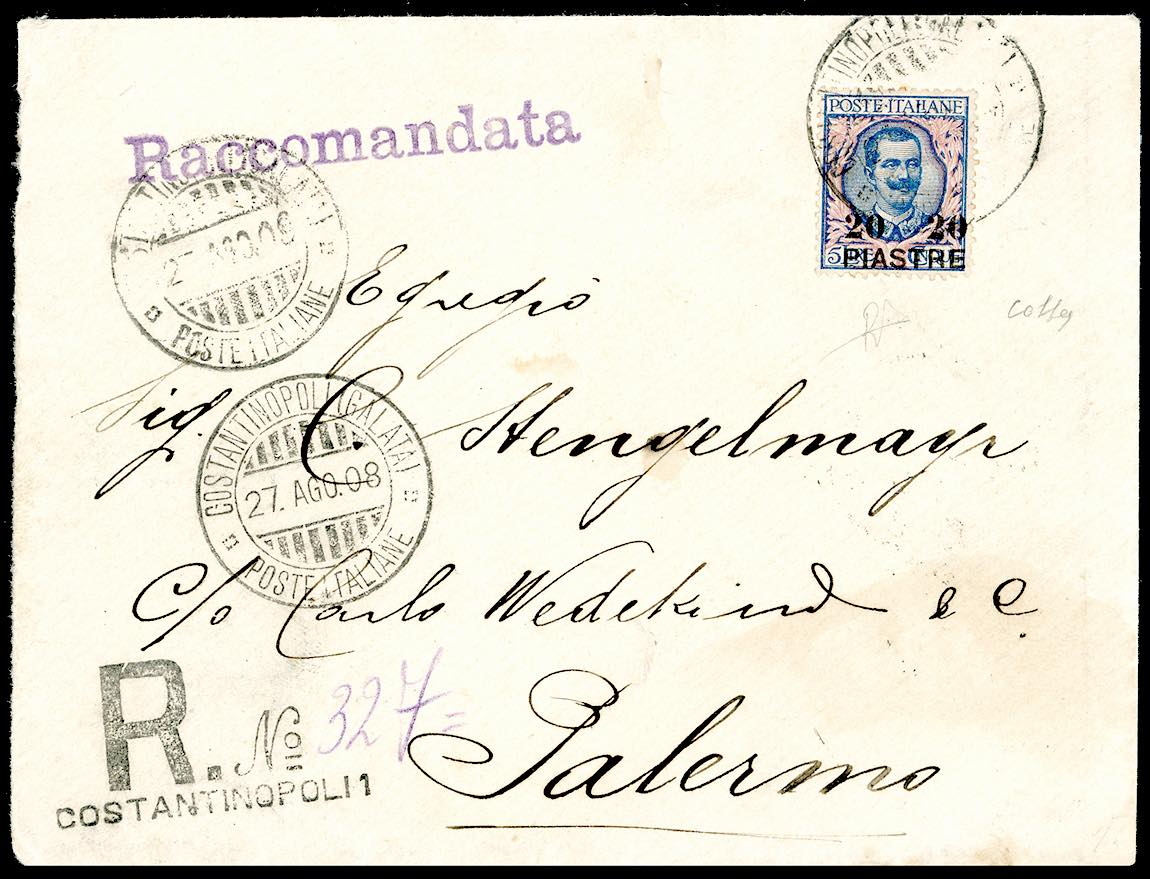 Raccomandata
POSTE·ITALIANE
20 20
PIASTRE
27 AGO.08
POSTE ITALIANE
Egregio
Sig. C. Stengelmayr
COSTANTINOPOLI (GALATA)
27. AGO.08
POSTE ITALIANE
c/o Carlo Wedekind & C.
R. No 327=
COSTANTINOPOLI 1
Palermo